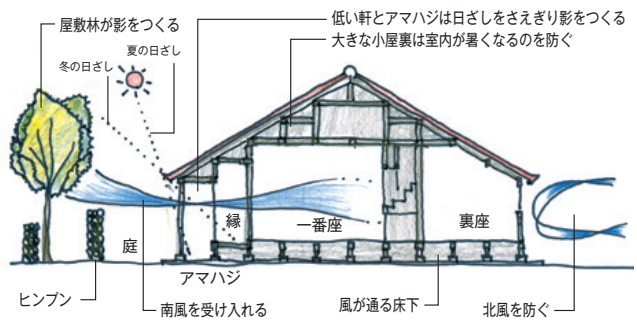 屋敷林が影をつくる
夏の日ざし
冬の日ざし
低い軒とアマハジは日ざしをさえぎり影をつくる
大きな小屋裏は室内が暑くなるのを防ぐ
庭
縁
一番座
裏座
アマハジ
ヒンプン
南風を受け入れる
風が通る床下
北風を防ぐ